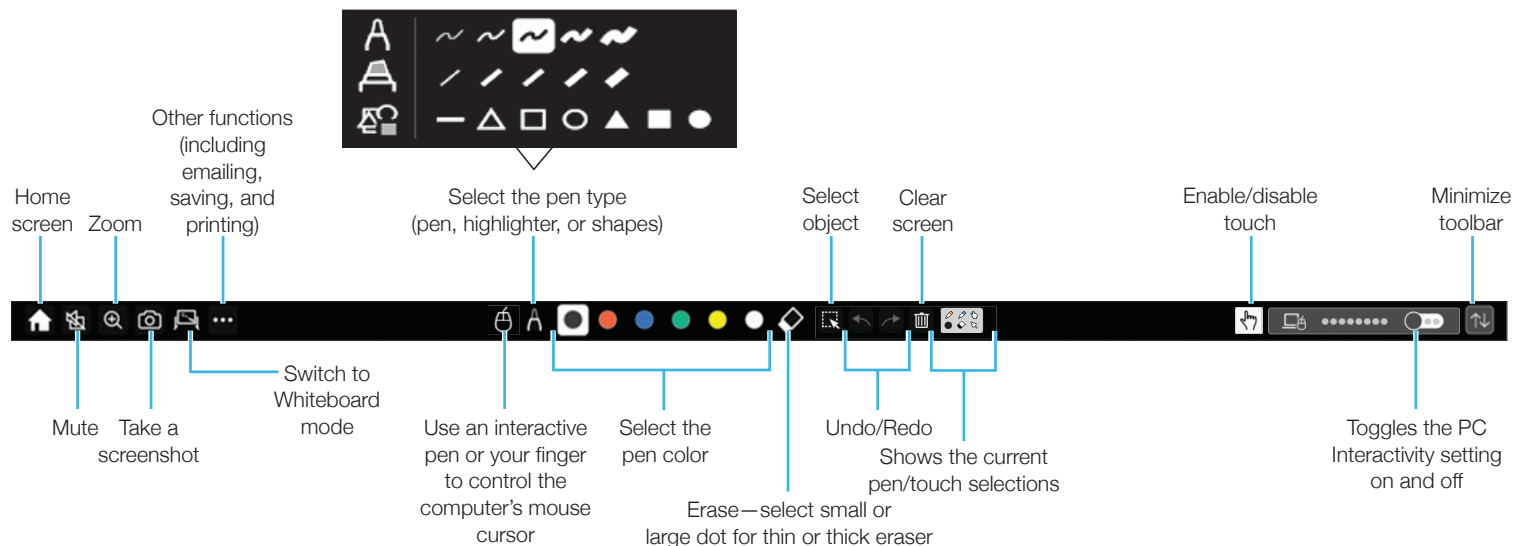 Other functions
(including
emailing,
saving, and
printing)
Home
screen
Zoom
Select the pen type
(pen, highlighter, or shapes)
Select
object
Clear
screen
Enable/disable
touch
Minimize
toolbar
Mute
Take a
screenshot
Switch to
Whiteboard
mode
Use an interactive
pen or your finger
to control the
computer’s mouse
cursor
Select the
pen color
Erase—select small or
large dot for thin or thick eraser
Undo/Redo
Shows the current
pen/touch selections
Toggles the PC
Interactivity setting
on and off